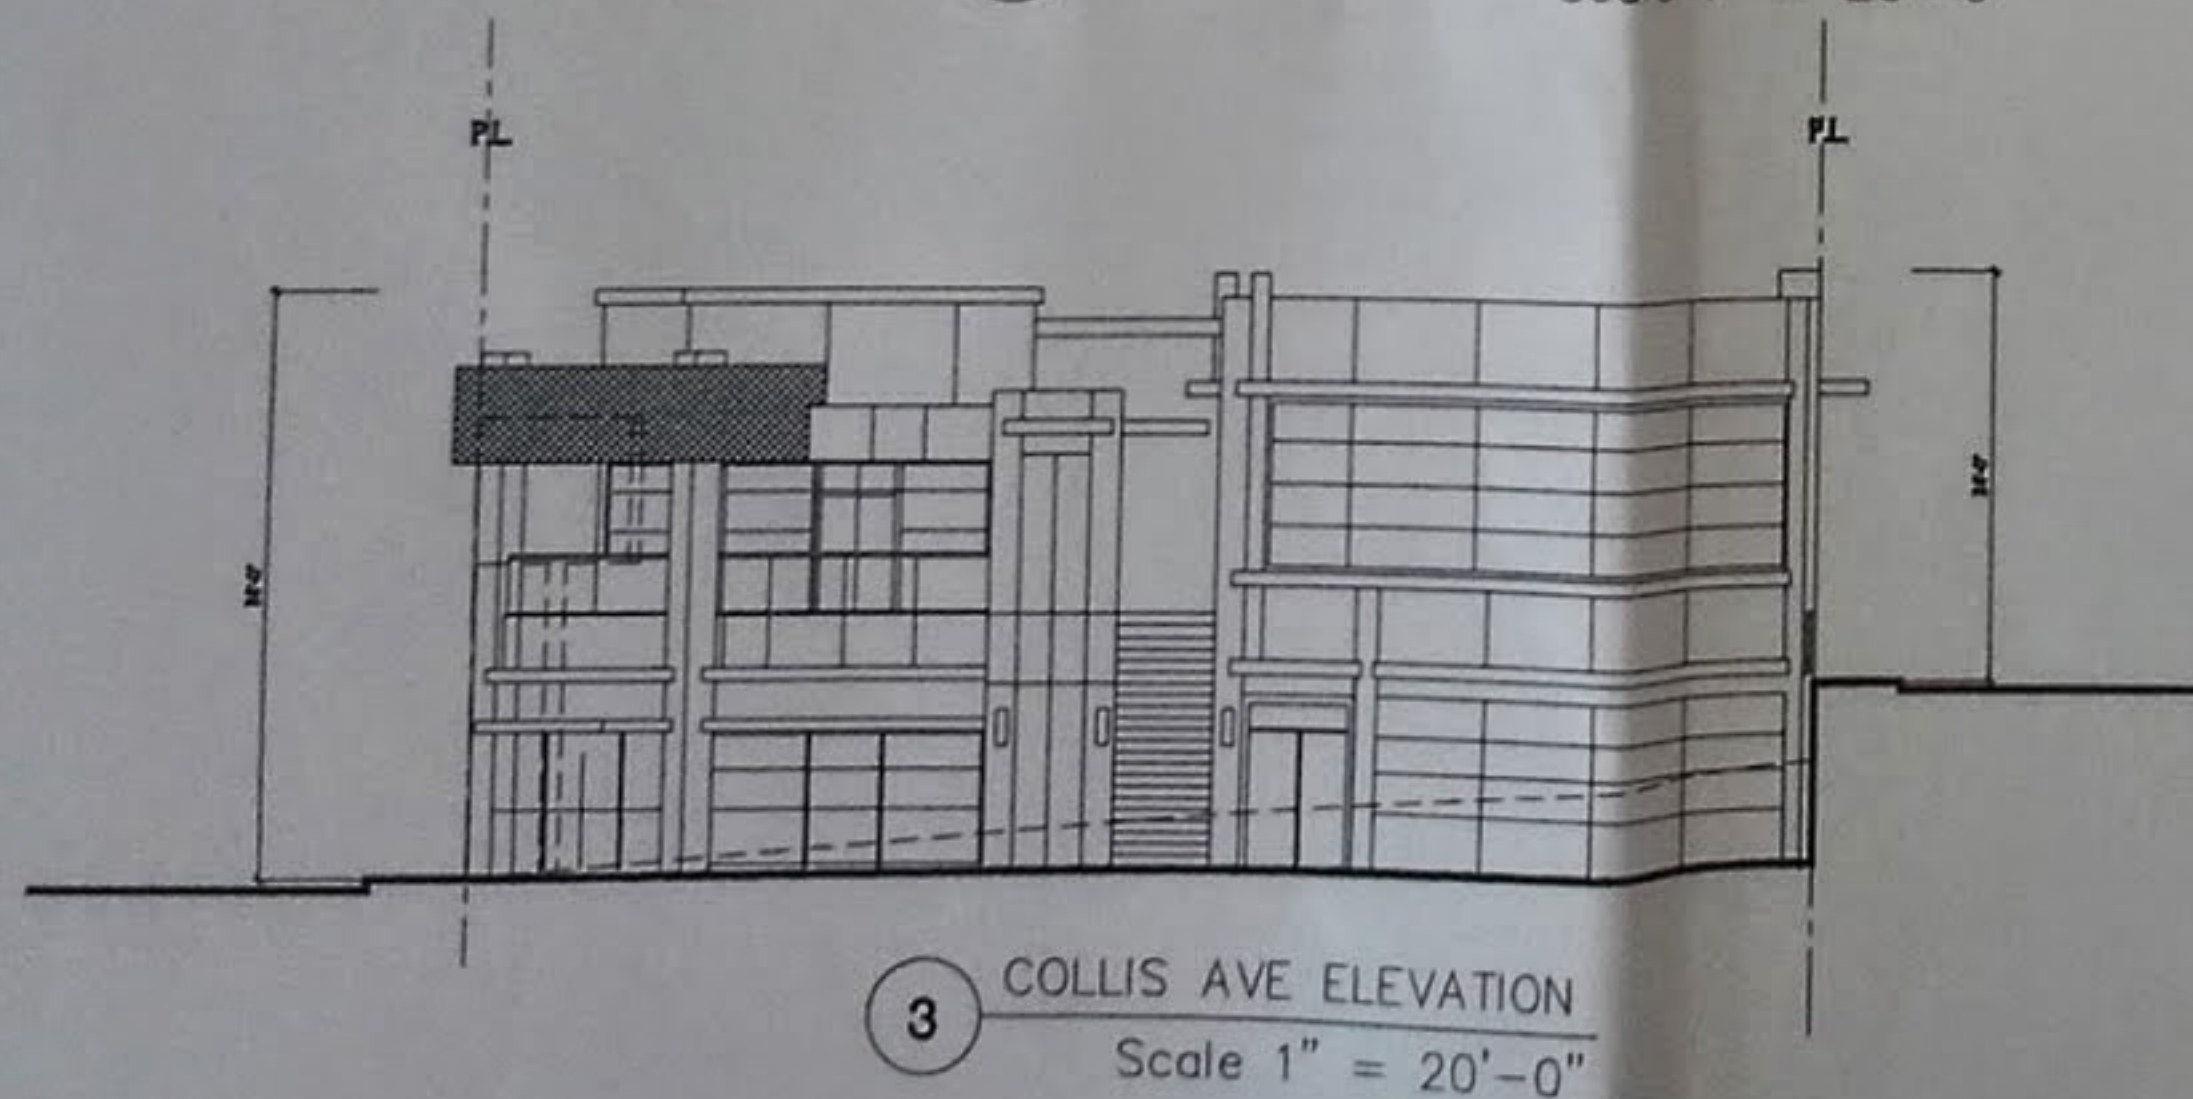 PL
PL
3
COLLIS AVE ELEVATION
Scale 1" = 20'-0"